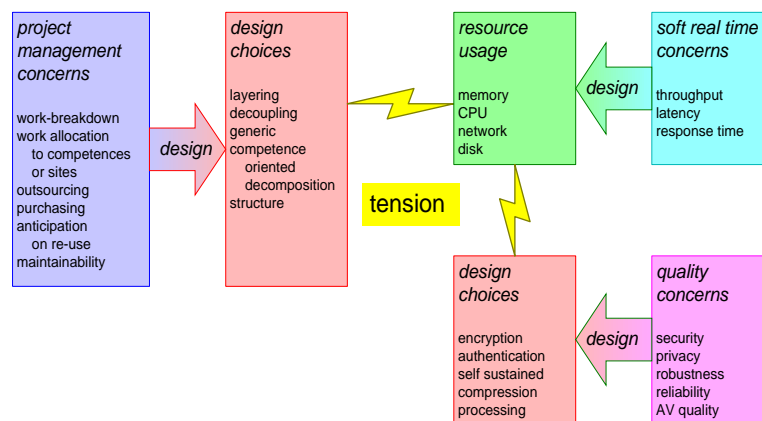 project
management
concerns
work-breakdown
work allocation
to competences
or sites
outsourcing
purchasing
anticipation
on re-use
maintainability
design
design
choices
layering
decoupling
generic
competence
oriented
decomposition
structure
tension
resource
usage
memory
CPU
network
disk
design
soft real time
concerns
throughput
latency
response time
design
choices
encryption
authentication
self sustained
compression
processing
design
quality
concerns
security
privacy
robustness
reliability
AV quality